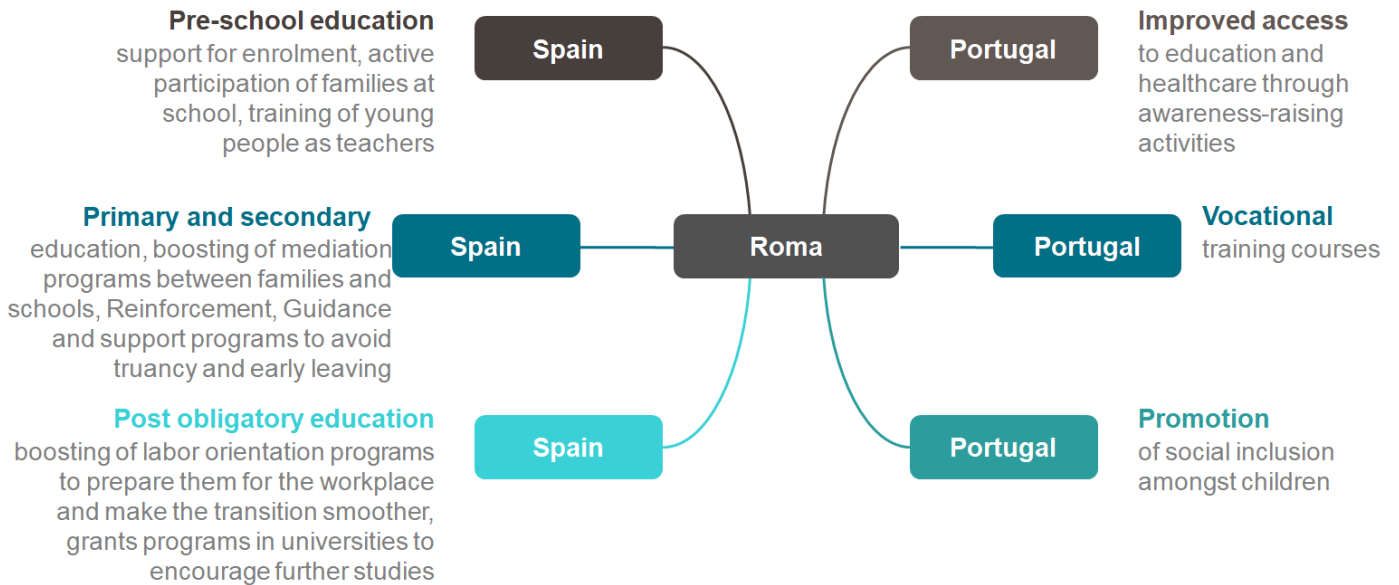 Pre-school education
support for enrolment, active
participation of families at
school, training of young
people as teachers
Spain
Primary and secondary
education, boosting of mediation
programs between families and
schools, Reinforcement, Guidance
and support programs to avoid
truancy and early leaving
Spain
Post obligatory education
boosting of labor orientation programs
to prepare them for the workplace
and make the transition smoother,
grants programs in universities to
encourage further studies
Spain
Roma
Portugal
Improved access
to education and
healthcare through
awareness-raising
activities
Portugal
Vocational
training courses
Portugal
Promotion
of social inclusion
amongst children